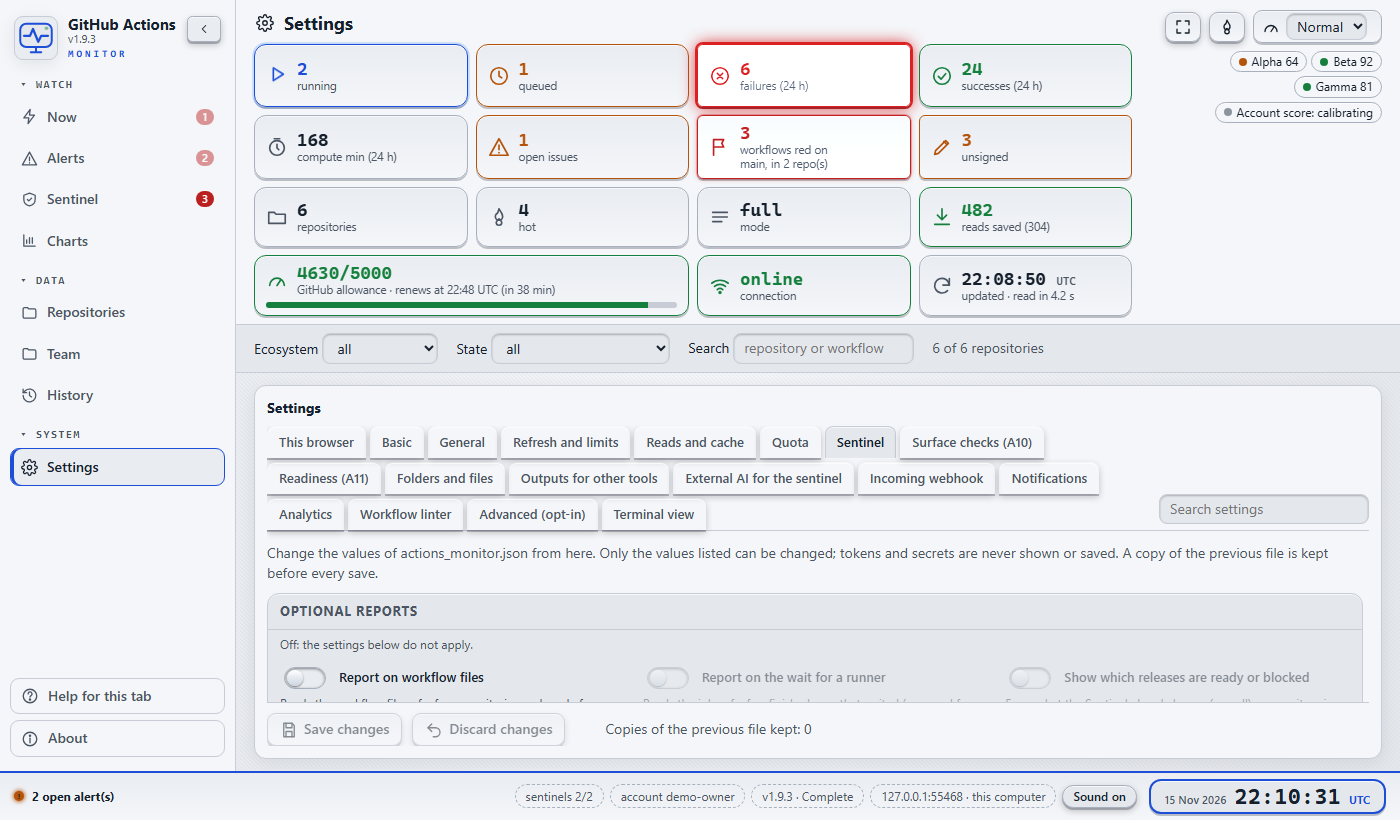 GitHub Actions
v1.9.3
MONITOR
WATCH
Now 1
Alerts 2
Sentinel 3
Charts
DATA
Repositories
Team
History
SYSTEM
Settings
Help for this tab
About
Settings
Normal
Alpha 64
Beta 92
Gamma 81
Account score: calibrating
2
running
1
queued
6
failures (24 h)
24
successes (24 h)
168
compute min (24 h)
1
open issues
3
workflows red on
main, in 2 repo(s)
3
unsigned
6
repositories
4
hot
full
mode
482
reads saved (304)
4630/5000
GitHub allowance · renews at 22:48 UTC (in 38 min)
online
connection
22:08:50 UTC
updated · read in 4.2 s
Ecosystem all State all Search repository or workflow 6 of 6 repositories
Settings
This browser Basic General Refresh and limits Reads and cache Quota Sentinel Surface checks (A10)
Readiness (A11) Folders and files Outputs for other tools External AI for the sentinel Incoming webhook Notifications
Analytics Workflow linter Advanced (opt-in) Terminal view Search settings
Change the values of actions_monitor.json from here. Only the values listed can be changed; tokens and secrets are never shown or saved. A copy of the previous file is kept
before every save.
OPTIONAL REPORTS
Off: the settings below do not apply.
Report on workflow files Report on the wait for a runner Show which releases are ready or blocked
Save changes Discard changes Copies of the previous file kept: 0
2 open alert(s) sentinels 2/2 account demo-owner v1.9.3 · Complete 127.0.0.1:55468 · this computer Sound on 15 Nov 2026 22:10:31 UTC